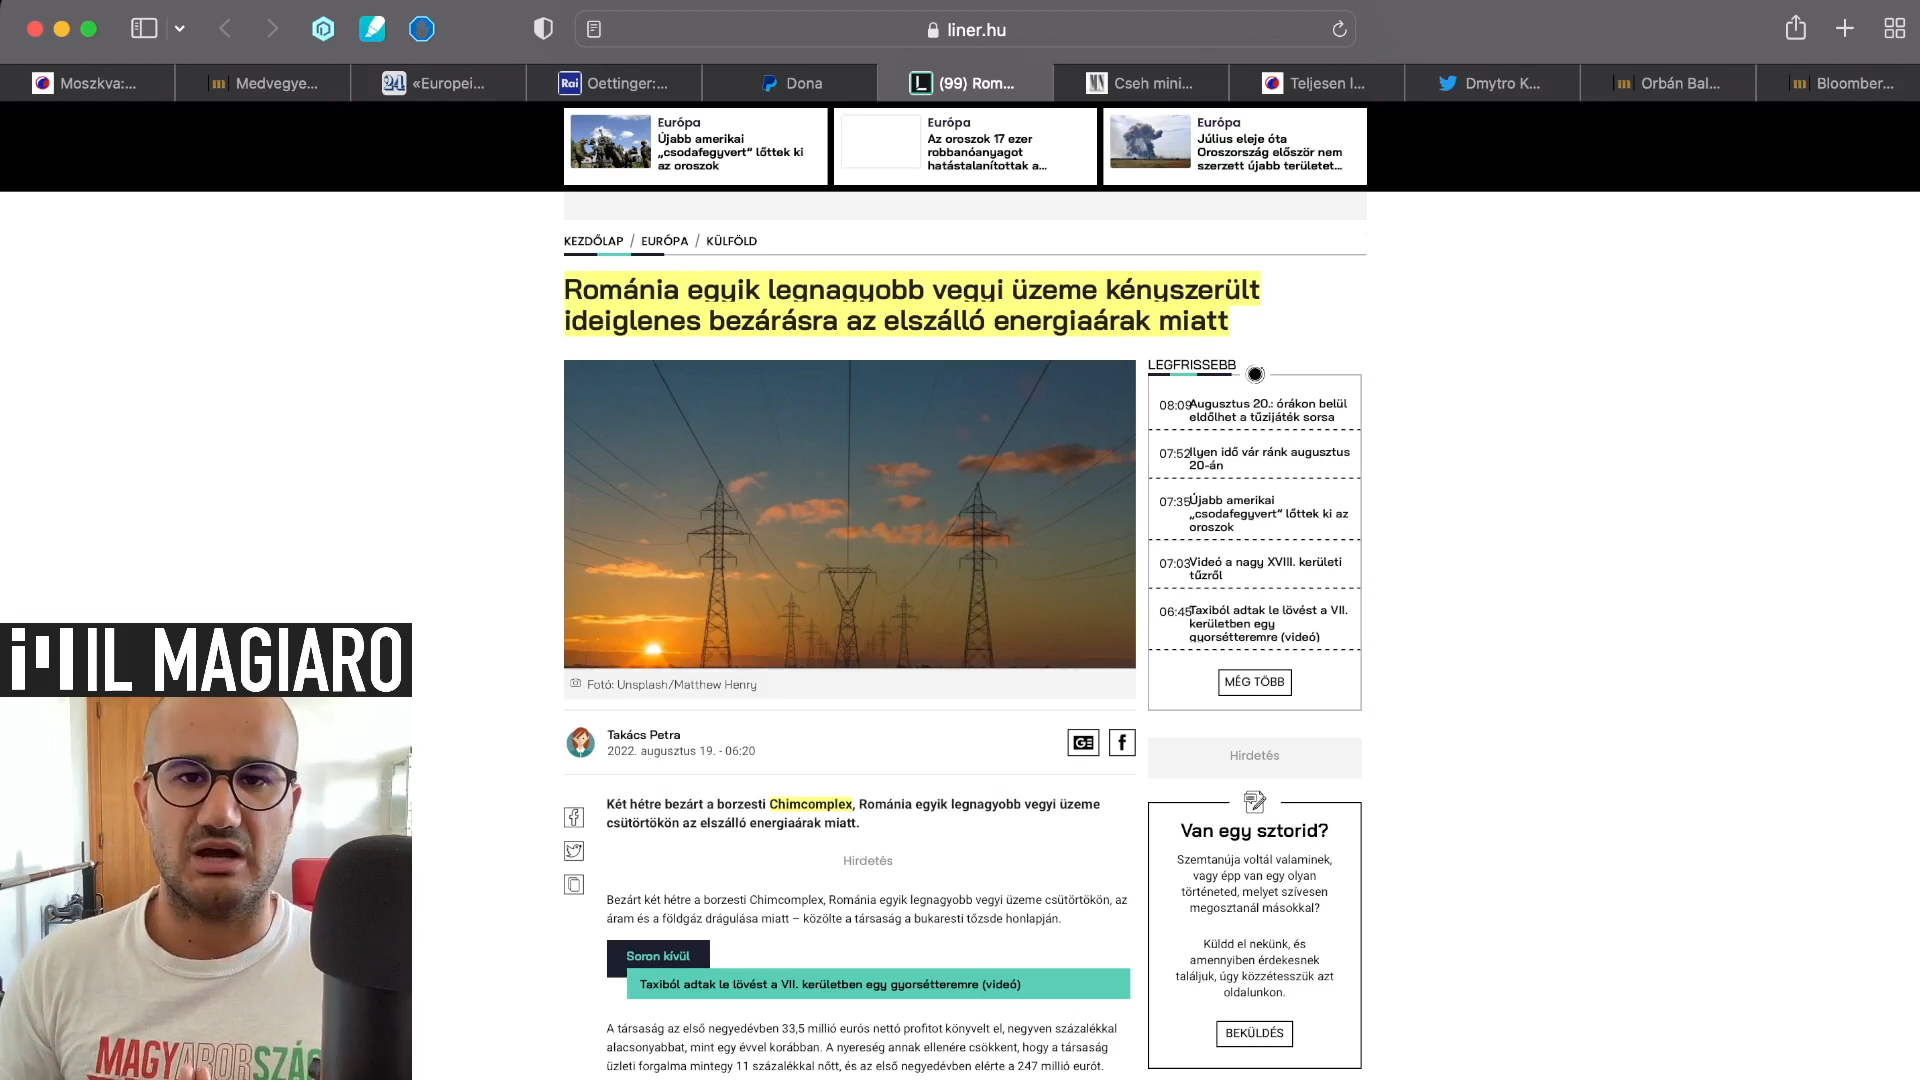 liner.hu
Moszkva:...
Medvegye...
24 «Europei...
Rai Oettinger:...
Dona
L (99) Rom...
Cseh mini...
Teljesen l...
Dmytro K...
Orbán Bal...
Bloomber...
Európa
Újabb amerikai
„csodafegyvert” lőttek ki
az oroszok
Európa
Az oroszok 17 ezer
robbanóanyagot
hatástalanítottak a...
Európa
Július eleje óta
Oroszország először nem
szerzett újabb területet...
KEZDŐLAP / EURÓPA / KÜLFÖLD
Románia egyik legnagyobb vegyi üzeme kényszerült
ideiglenes bezárásra az elszálló energiaárak miatt
Fotó: Unsplash/Matthew Henry
Takács Petra
2022. augusztus 19. - 06:20
GE f
Két hétre bezárt a borzesti Chimcomplex, Románia egyik legnagyobb vegyi üzeme
csütörtökön az elszálló energiaárak miatt.
Hirdetés
Bezárt két hétre a borzesti Chimcomplex, Románia egyik legnagyobb vegyi üzeme csütörtökön, az
áram és a földgáz drágulása miatt – közölte a társaság a bukaresti tőzsde honlapján.
Soron kívül
Taxiból adtak le lövést a VII. kerületben egy gyorsétteremre (videó)
A társaság az első negyedévben 33,5 millió eurós nettó profitot könyvelt el, negyven százalékkal
alacsonyabbat, mint egy évvel korábban. A nyereség annak ellenére csökkent, hogy a társaság
üzleti forgalma mintegy 11 százalékkal nőtt, és az első negyedévben elérte a 247 millió eurót.
LEGFRISSEBB
08:09 Augusztus 20.: órákon belül
eldőlhet a tűzijáték sorsa
07:52 Ilyen idő vár ránk augusztus
20-án
07:35 Újabb amerikai
„csodafegyvert” lőttek ki az
oroszok
07:03 Videó a nagy XVIII. kerületi
tűzről
06:45 Taxiból adtak le lövést a VII.
kerületben egy
gyorsétteremre (videó)
MÉG TÖBB
Hirdetés
Van egy sztorid?
Szemtanúja voltál valaminek,
vagy épp van egy olyan
történeted, melyet szívesen
megosztanál másokkal?
Küldd el nekünk, és
amennyiben érdekesnek
találjuk, úgy közzétesszük azt
oldalunkon.
BEKÜLDÉS
IL MAGIARO
MAGYARORSZÁG